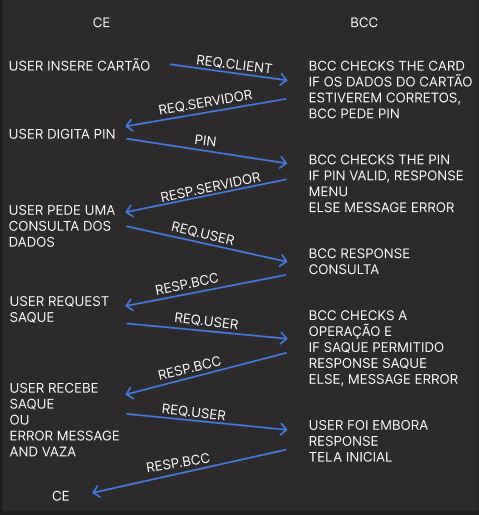 CE
BCC
USER INSERE CARTÃO
REQ.CLIENT
BCC CHECKS THE CARD
IF OS DADOS DO CARTÃO
ESTIVEREM CORRETOS,
BCC PEDE PIN
REQ.SERVIDOR
USER DIGITA PIN
PIN
BCC CHECKS THE PIN
IF PIN VALID, RESPONSE
MENU
ELSE MESSAGE ERROR
RESP.SERVIDOR
USER PEDE UMA
CONSULTA DOS
DADOS
REQ.USER
BCC RESPONSE
CONSULTA
RESP.BCC
USER REQUEST
SAQUE
REQ.USER
BCC CHECKS A
OPERAÇÃO E
IF SAQUE PERMITIDO
RESPONSE SAQUE
ELSE, MESSAGE ERROR
RESP.BCC
USER RECEBE
SAQUE
OU
ERROR MESSAGE
AND VAZA
REQ.USER
USER FOI EMBORA
RESPONSE
TELA INICIAL
RESP.BCC
CE